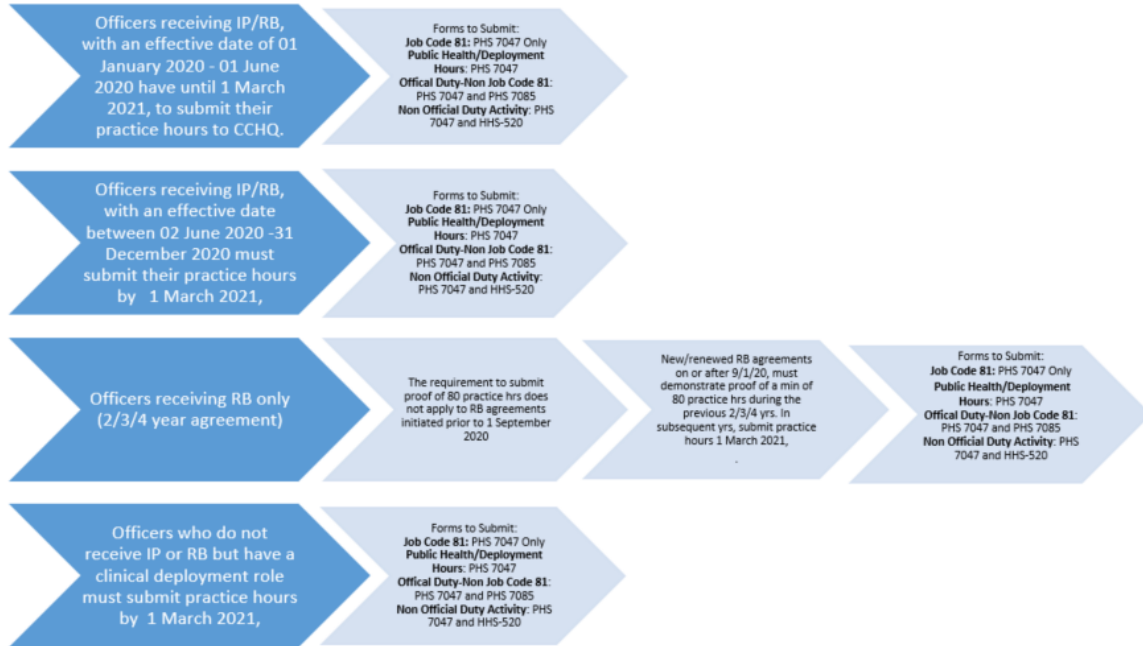 Officers receiving IP/RB,
with an effective date of 01
January 2020 - 01 June
2020 have until 1 March
2021, to submit their
practice hours to CCHQ.
Forms to Submit:
Job Code 81: PHS 7047 Only
Public Health/Deployment
Hours: PHS 7047
Offical Duty-Non Job Code 81:
PHS 7047 and PHS 7085
Non Official Duty Activity: PHS
7047 and HHS-520
Officers receiving IP/RB,
with an effective date
between 02 June 2020 -31
December 2020 must
submit their practice hours
by 1 March 2021,
Forms to Submit:
Job Code 81: PHS 7047 Only
Public Health/Deployment
Hours: PHS 7047
Offical Duty-Non Job Code 81:
PHS 7047 and PHS 7085
Non Official Duty Activity:
PHS 7047 and HHS-520
Officers receiving RB only
(2/3/4 year agreement)
The requirement to submit
proof of 80 practice hrs does
not apply to RB agreements
initiated prior to 1 September
2020
New/renewed RB agreements
on or after 9/1/20, must
demonstrate proof of a min of
80 practice hrs during the
previous 2/3/4 yrs. In
subsequent yrs, submit practice
hours 1 March 2021,
.
Forms to Submit:
Job Code 81: PHS 7047 Only
Public Health/Deployment
Hours: PHS 7047
Offical Duty-Non Job Code 81:
PHS 7047 and PHS 7085
Non Official Duty Activity: PHS
7047 and HHS-520
Officers who do not
receive IP or RB but have a
clinical deployment role
must submit practice hours
by 1 March 2021,
Forms to Submit:
Job Code 81: PHS 7047 Only
Public Health/Deployment
Hours: PHS 7047
Offical Duty-Non Job Code 81:
PHS 7047 and PHS 7085
Non Official Duty Activity: PHS
7047 and HHS-520